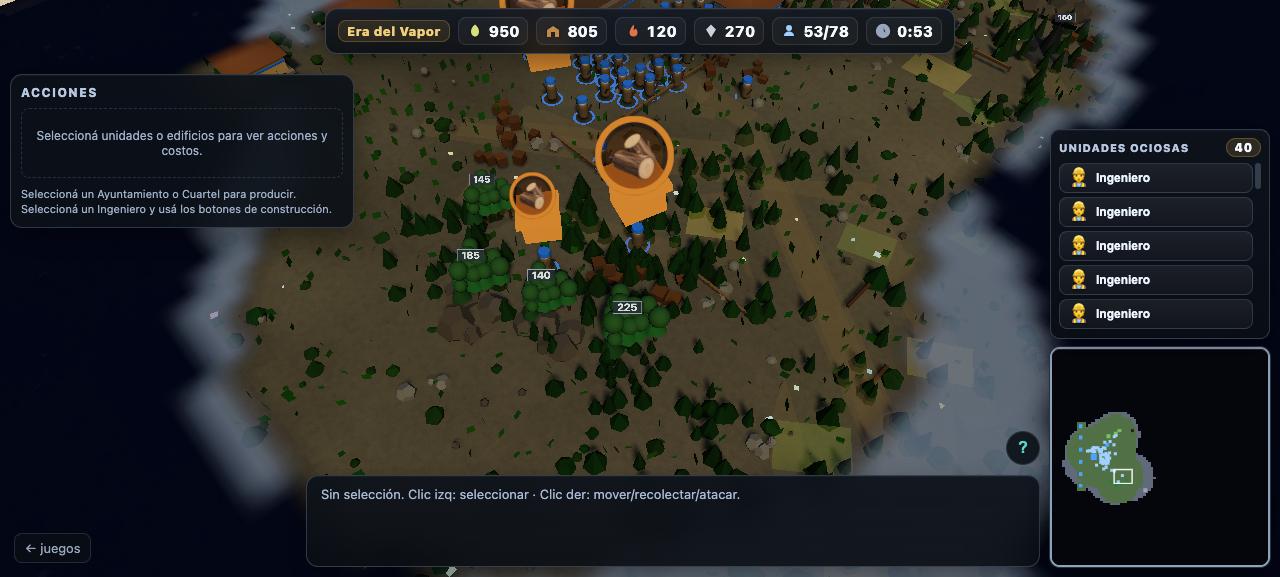 Era del Vapor 950 805 120 270 53/78 0:53
160
ACCIONES
Seleccioná unidades o edificios para ver acciones y
costos.
Seleccioná un Ayuntamiento o Cuartel para producir.
Seleccioná un Ingeniero y usá los botones de construcción.
UNIDADES OCIOSAS 40
Ingeniero
Ingeniero
Ingeniero
Ingeniero
Ingeniero
145
185
140
225
?
Sin selección. Clic izq: seleccionar · Clic der: mover/recolectar/atacar.
← juegos